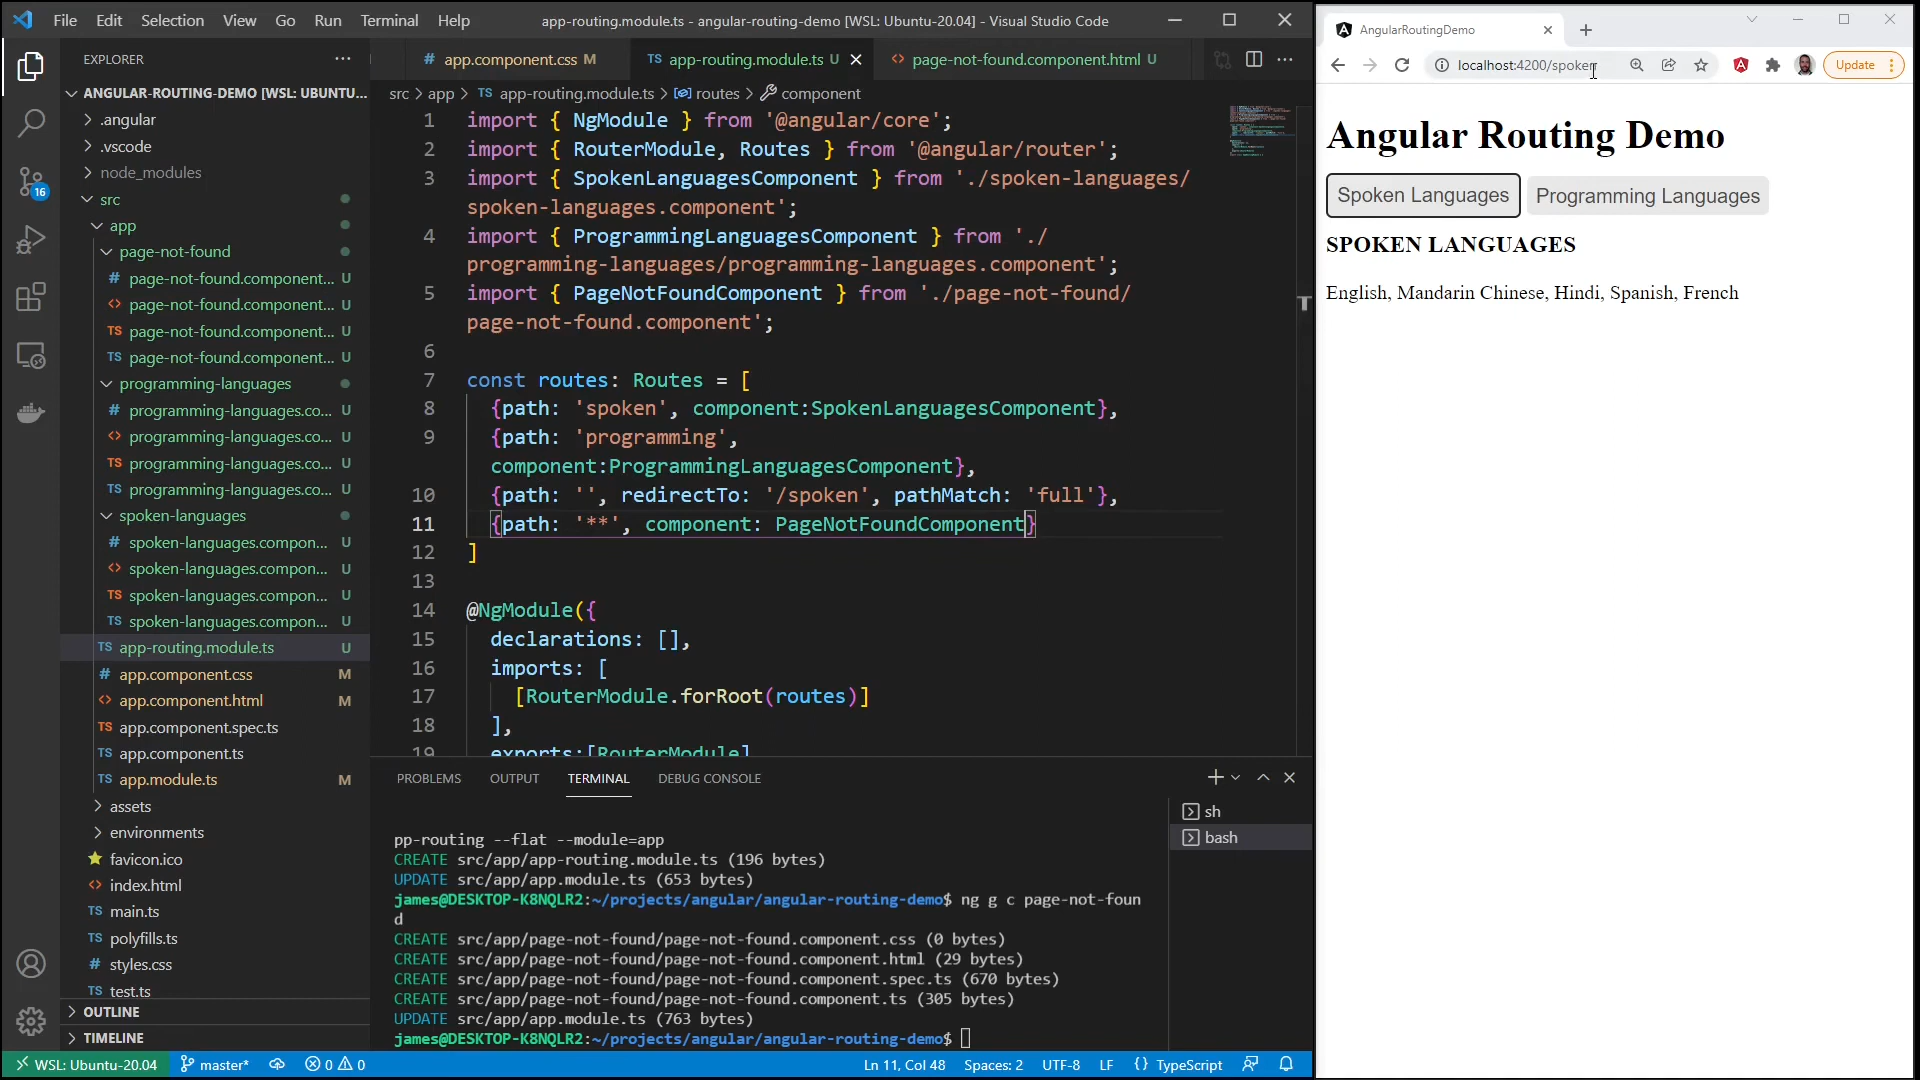 File Edit Selection View Go Run Terminal Help
app-routing.module.ts - angular-routing-demo [WSL: Ubuntu-20.04] - Visual Studio Code
EXPLORER
ANGULAR-ROUTING-DEMO [WSL: UBUNTU...
.angular
.vscode
node_modules
src
app
page-not-found
# page-not-found.component... U
<> page-not-found.component... U
TS page-not-found.component... U
TS page-not-found.component... U
programming-languages
# programming-languages.co... U
<> programming-languages.co... U
TS programming-languages.co... U
TS programming-languages.co... U
spoken-languages
# spoken-languages.compon... U
<> spoken-languages.compon... U
TS spoken-languages.compon... U
TS spoken-languages.compon... U
TS app-routing.module.ts U
# app.component.css M
<> app.component.html M
TS app.component.spec.ts
TS app.component.ts
TS app.module.ts M
assets
environments
favicon.ico
<> index.html
TS main.ts
TS polyfills.ts
# styles.css
TS test.ts
OUTLINE
TIMELINE
16
# app.component.css M
TS app-routing.module.ts U
<> page-not-found.component.html U
src > app > TS app-routing.module.ts > routes > component
1 import { NgModule } from '@angular/core';
2 import { RouterModule, Routes } from '@angular/router';
3 import { SpokenLanguagesComponent } from './spoken-languages/
spoken-languages.component';
4 import { ProgrammingLanguagesComponent } from './
programming-languages/programming-languages.component';
5 import { PageNotFoundComponent } from './page-not-found/
page-not-found.component';
6
7 const routes: Routes = [
8 {path: 'spoken', component:SpokenLanguagesComponent},
9 {path: 'programming',
component:ProgrammingLanguagesComponent},
10 {path: '', redirectTo: '/spoken', pathMatch: 'full'},
11 {path: '**', component: PageNotFoundComponent}
12 ]
13
14 @NgModule({
15 declarations: [],
16 imports: [
17 [RouterModule.forRoot(routes)]
18 ],
19 exports:[RouterModule]
PROBLEMS OUTPUT TERMINAL DEBUG CONSOLE
sh
bash
pp-routing --flat --module=app
CREATE src/app/app-routing.module.ts (196 bytes)
UPDATE src/app/app.module.ts (653 bytes)
james@DESKTOP-K8NQLR2:~/projects/angular/angular-routing-demo$ ng g c page-not-foun
d
CREATE src/app/page-not-found/page-not-found.component.css (0 bytes)
CREATE src/app/page-not-found/page-not-found.component.html (29 bytes)
CREATE src/app/page-not-found/page-not-found.component.spec.ts (670 bytes)
CREATE src/app/page-not-found/page-not-found.component.ts (305 bytes)
UPDATE src/app/app.module.ts (763 bytes)
james@DESKTOP-K8NQLR2:~/projects/angular/angular-routing-demo$
WSL: Ubuntu-20.04 master* 0 0 Ln 11, Col 48 Spaces: 2 UTF-8 LF {} TypeScript
AngularRoutingDemo
localhost:4200/spoken
Update
Angular Routing Demo
Spoken Languages Programming Languages
SPOKEN LANGUAGES
English, Mandarin Chinese, Hindi, Spanish, French